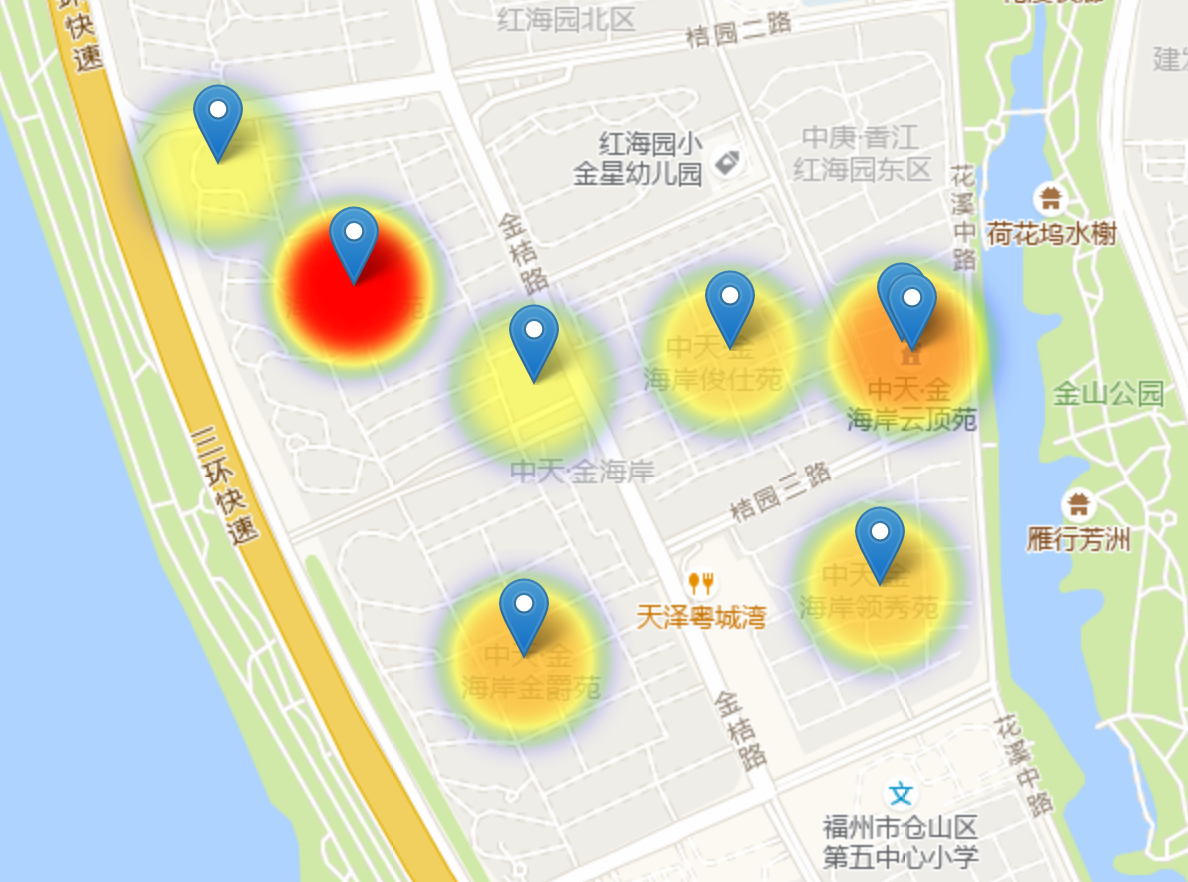 环快速
红海园北区
桔园二路
红海园小
金星幼儿园
中庚·香江
红海园东区
花溪中路
荷花坞水榭
金桔路
中天·金
海岸俊仕苑
中天·金
海岸云顶苑
金山公园
中天·金海岸
三环快速
桔园三路
雁行芳洲
中天·金
海岸领秀苑
天泽粤城湾
中天·金
海岸金爵苑
金桔路
花溪中路
文
福州市仓山区
第五中心小学